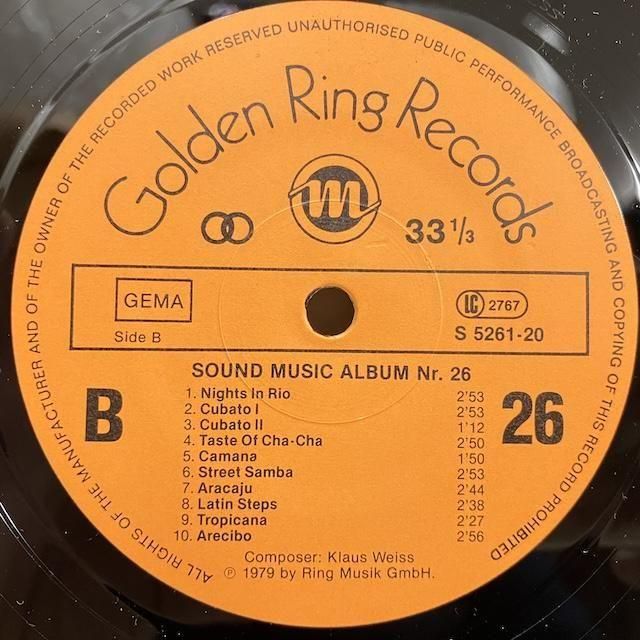 ALL RIGHTS OF THE MANUFACTURER AND OF THE OWNER OF THE RECORDED WORK RESERVED UNAUTHORISED PUBLIC PERFORMANCE BROADCASTING AND COPYING OF THIS RECORD PROHIBITED
Golden Ring Records
m
33 1/3
GEMA
LC 2767
Side B
S 5261-20
SOUND MUSIC ALBUM Nr. 26
B
26
1. Nights In Rio 2'53
2. Cubato I 2'53
3. Cubato II 1'12
4. Taste Of Cha-Cha 2'50
5. Camana 1'50
6. Street Samba 2'53
7. Aracaju 2'44
8. Latin Steps 2'38
9. Tropicana 2'27
10. Arecibo 2'56
Composer: Klaus Weiss
℗ 1979 by Ring Musik GmbH.